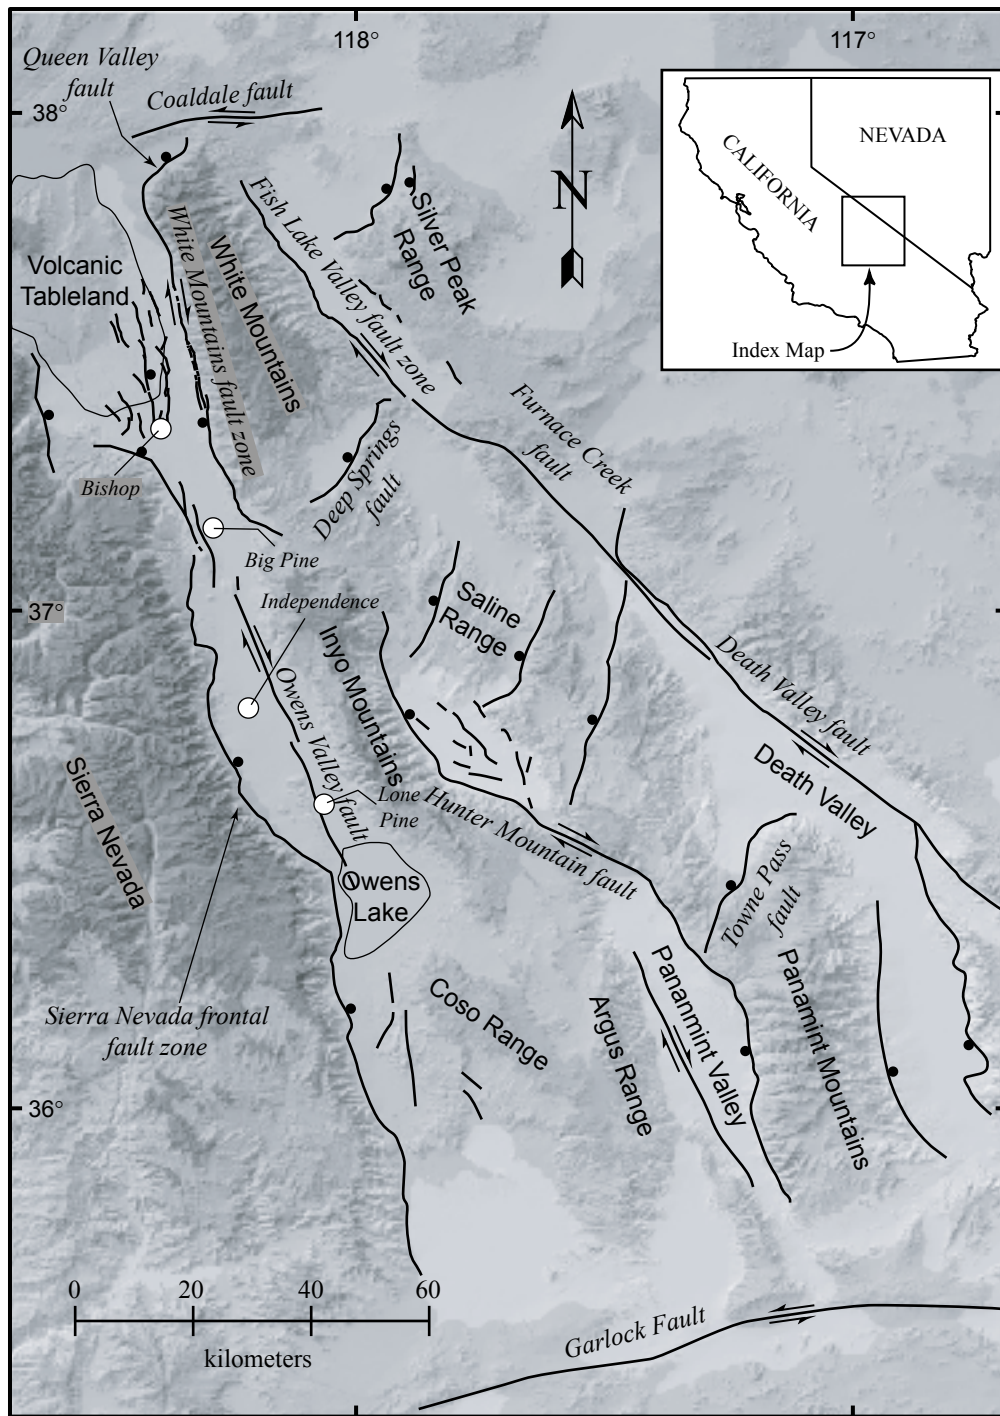 118°
117°
Queen Valley
fault
Coaldale fault
38°
N
NEVADA
CALIFORNIA
Index Map
Fish Lake Valley fault zone
Silver Peak
Range
White Mountains fault zone
White Mountains
Volcanic
Tableland
Furnace Creek
fault
Deep Springs
fault
Bishop
Big Pine
Independence
37°
Saline
Range
Inyo Mountains
Owens Valley fault
Death Valley fault
Death Valley
Sierra Nevada
Lone
Pine
Hunter Mountain fault
Towne Pass
fault
Owens
Lake
Pananmint Valley
Panamint Mountains
Coso Range
Argus Range
Sierra Nevada frontal
fault zone
36°
0 20 40 60
kilometers
Garlock Fault